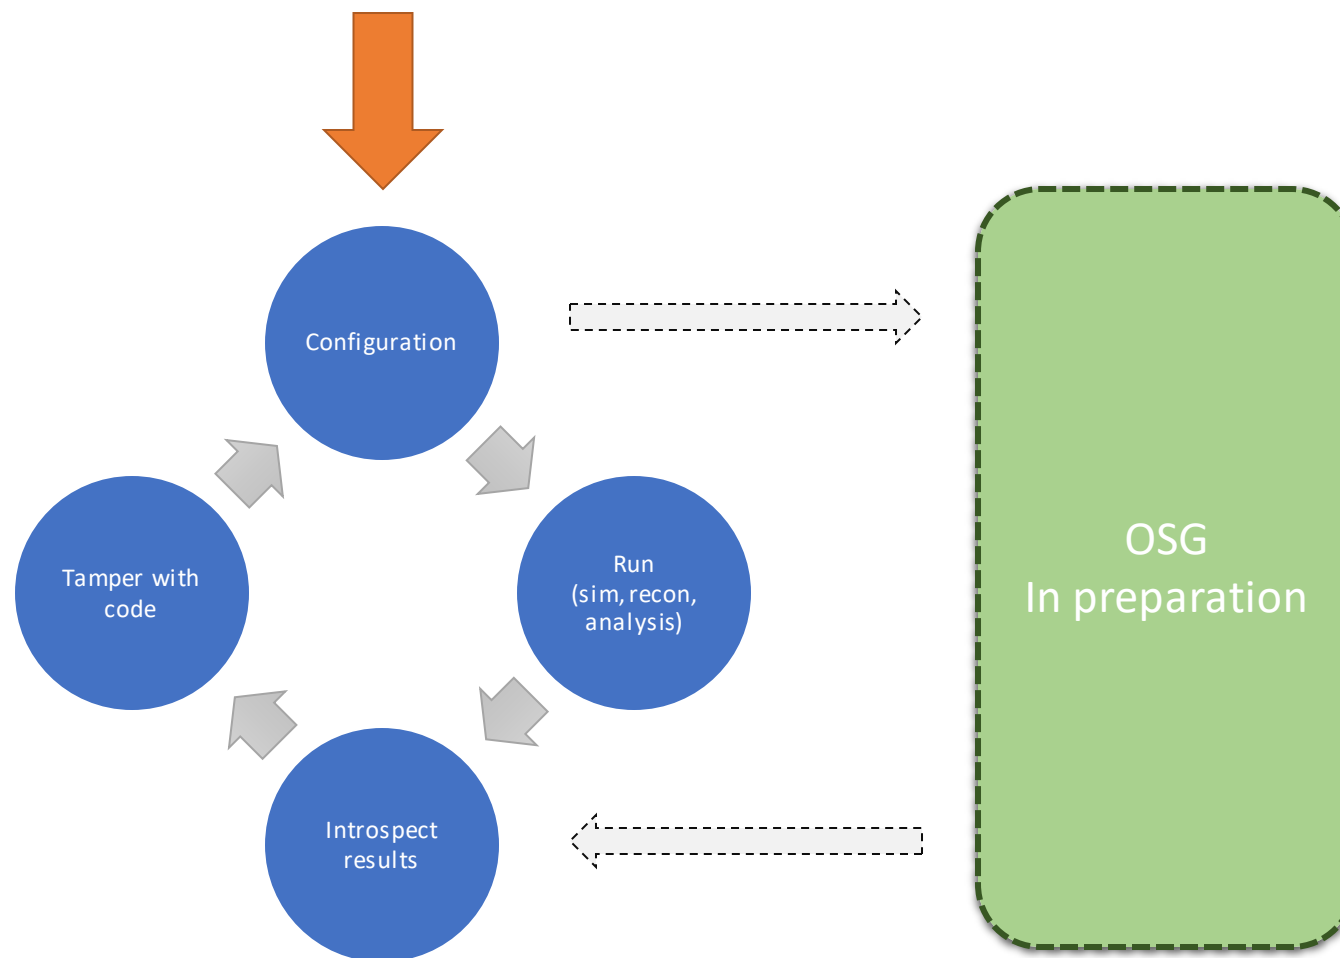 Configuration
Run
(sim, recon,
analysis)
Tamper with
code
Introspect
results
OSG
In preparation